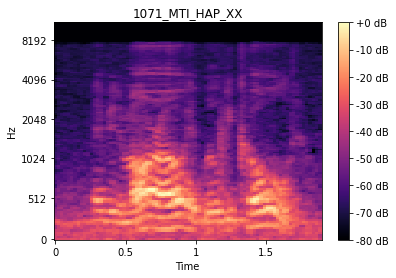 1071_MTI_HAP_XX
8192
4096
2048
1024
512
0
Hz
0
0.5
1
1.5
Time
+0 dB
-10 dB
-20 dB
-30 dB
-40 dB
-50 dB
-60 dB
-70 dB
-80 dB